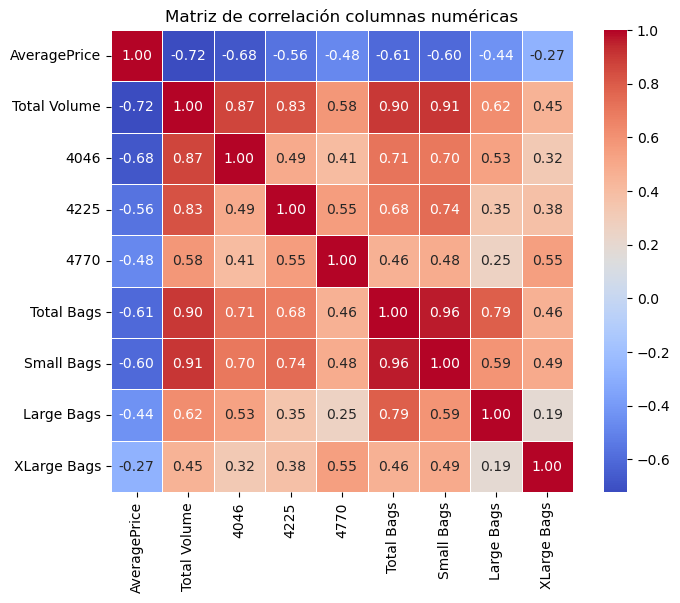 Matriz de correlación columnas numéricas
AveragePrice 1.00 -0.72 -0.68 -0.56 -0.48 -0.61 -0.60 -0.44 -0.27
Total Volume -0.72 1.00 0.87 0.83 0.58 0.90 0.91 0.62 0.45
4046 -0.68 0.87 1.00 0.49 0.41 0.71 0.70 0.53 0.32
4225 -0.56 0.83 0.49 1.00 0.55 0.68 0.74 0.35 0.38
4770 -0.48 0.58 0.41 0.55 1.00 0.46 0.48 0.25 0.55
Total Bags -0.61 0.90 0.71 0.68 0.46 1.00 0.96 0.79 0.46
Small Bags -0.60 0.91 0.70 0.74 0.48 0.96 1.00 0.59 0.49
Large Bags -0.44 0.62 0.53 0.35 0.25 0.79 0.59 1.00 0.19
XLarge Bags -0.27 0.45 0.32 0.38 0.55 0.46 0.49 0.19 1.00
AveragePrice
Total Volume
4046
4225
4770
Total Bags
Small Bags
Large Bags
XLarge Bags
1.0
0.8
0.6
0.4
0.2
0.0
−0.2
−0.4
−0.6